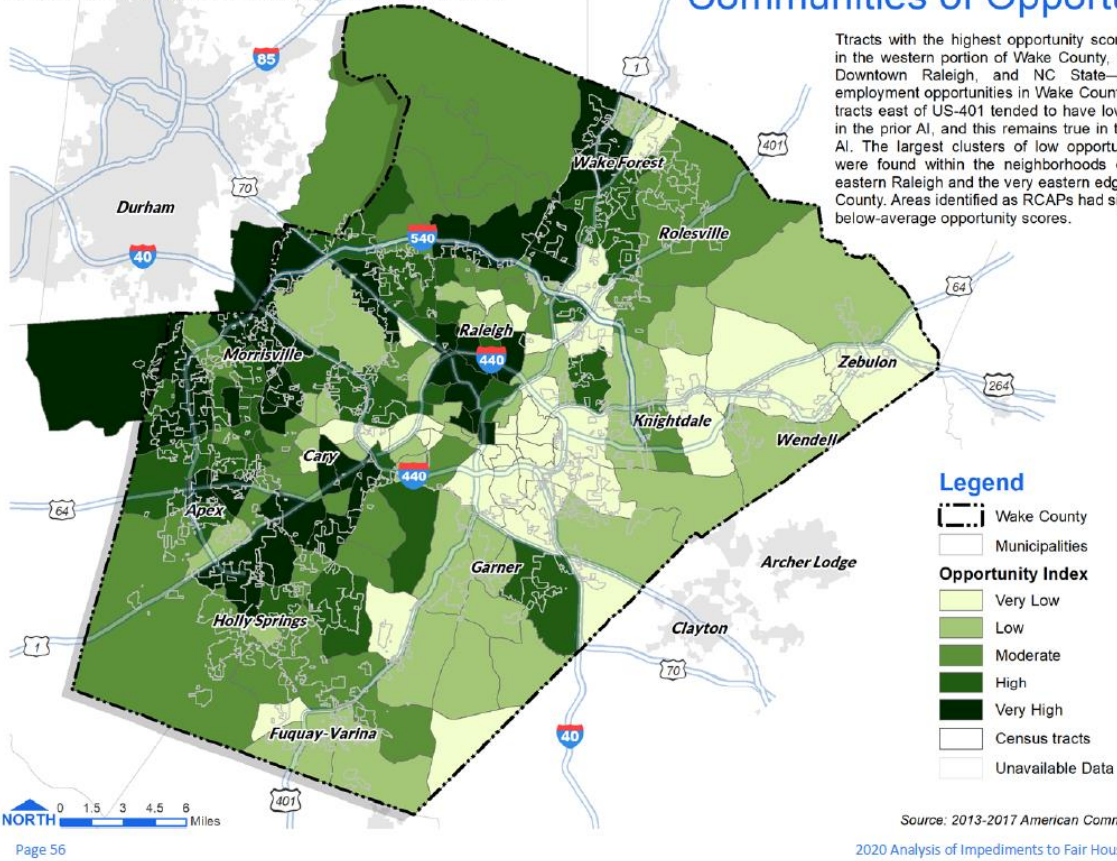 Communities of Opportu
Ttracts with the highest opportunity scor
in the western portion of Wake County,
Downtown Raleigh, and NC State—
employment opportunities in Wake Count
tracts east of US-401 tended to have low
in the prior AI, and this remains true in t
AI. The largest clusters of low opportu
were found within the neighborhoods
eastern Raleigh and the very eastern edg
County. Areas identified as RCAPs had si
below-average opportunity scores.
85
1
401
Wake Forest
70
Durham
540
Rolesville
40
64
Raleigh
440
Morrisville
Zebulon
264
Knightdale
Wendell
Cary
440
64
Apex
Garner
Archer Lodge
Holly Springs
Clayton
1
70
Fuquay-Varina
40
401
Legend
Wake County
Municipalities
Opportunity Index
Very Low
Low
Moderate
High
Very High
Census tracts
Unavailable Data
NORTH
0 1.5 3 4.5 6
Miles
Source: 2013-2017 American Comm
Page 56
2020 Analysis of Impediments to Fair Hou